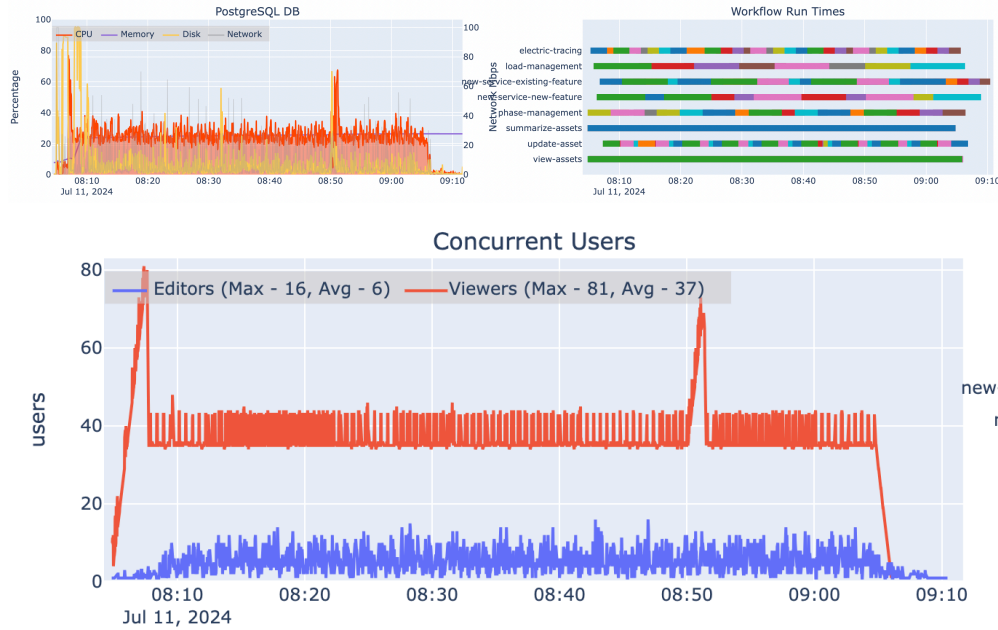 PostgreSQL DB
CPU
Memory
Disk
Network
Percentage
100
80
60
40
20
0
100
80
60
40
20
0
Network Mbps
08:10
08:20
08:30
08:40
08:50
09:00
09:10
Jul 11, 2024
Workflow Run Times
electric-tracing
load-management
new-service-existing-feature
new-service-new-feature
phase-management
summarize-assets
update-asset
view-assets
08:10
08:20
08:30
08:40
08:50
09:00
09:10
Jul 11, 2024
Concurrent Users
Editors (Max - 16, Avg - 6)
Viewers (Max - 81, Avg - 37)
users
80
60
40
20
0
08:10
08:20
08:30
08:40
08:50
09:00
09:10
Jul 11, 2024
new